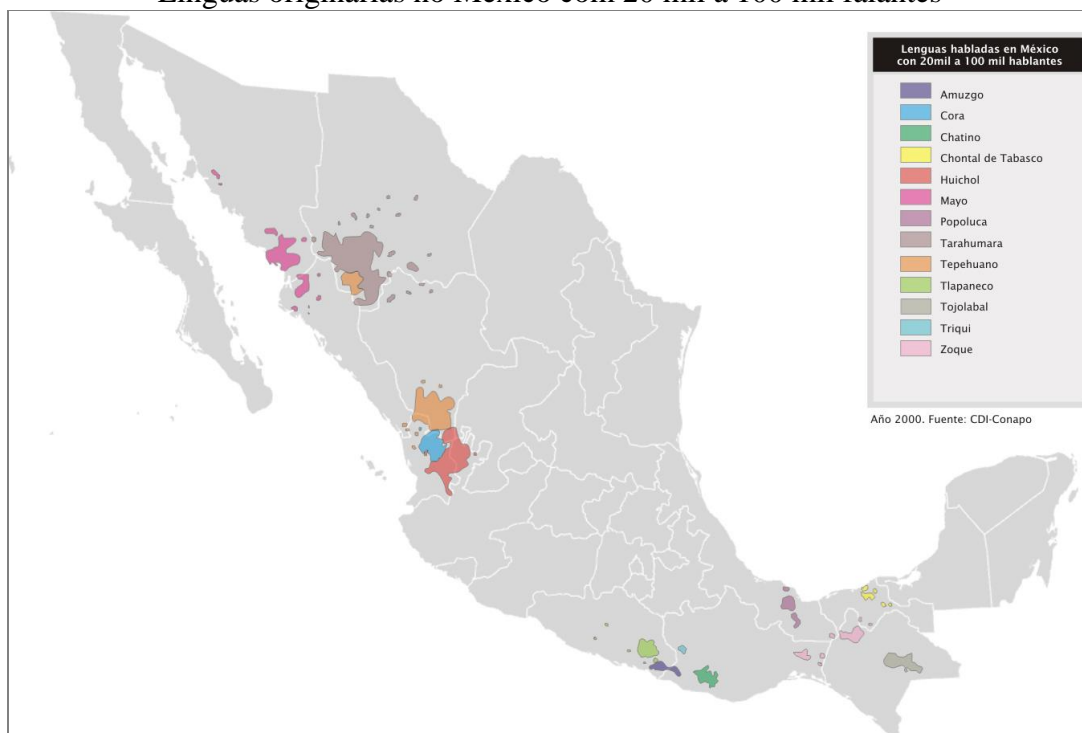 Línguas originárias no México com 20 mil a 100 mil falantes
Lenguas habladas en México
con 20mil a 100 mil hablantes
Amuzgo
Cora
Chatino
Chontal de Tabasco
Huichol
Mayo
Popoluca
Tarahumara
Tepehuano
Tlapaneco
Tojolabal
Triqui
Zoque
Año 2000. Fuente: CDI-Conapo